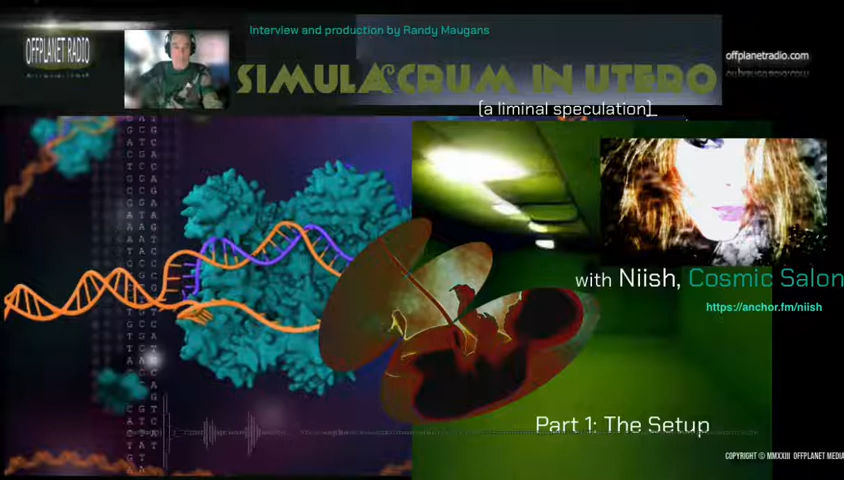 Interview and production by Randy Maugans
OFFPLANET RADIO
offplanetradio.com
SIMULACRUM IN UTERO
(a liminal speculation)_
with Niish, Cosmic Salon
https://anchor.fm/niish
Part 1: The Setup
COPYRIGHT © MMXXIII OFFPLANET MEDIA